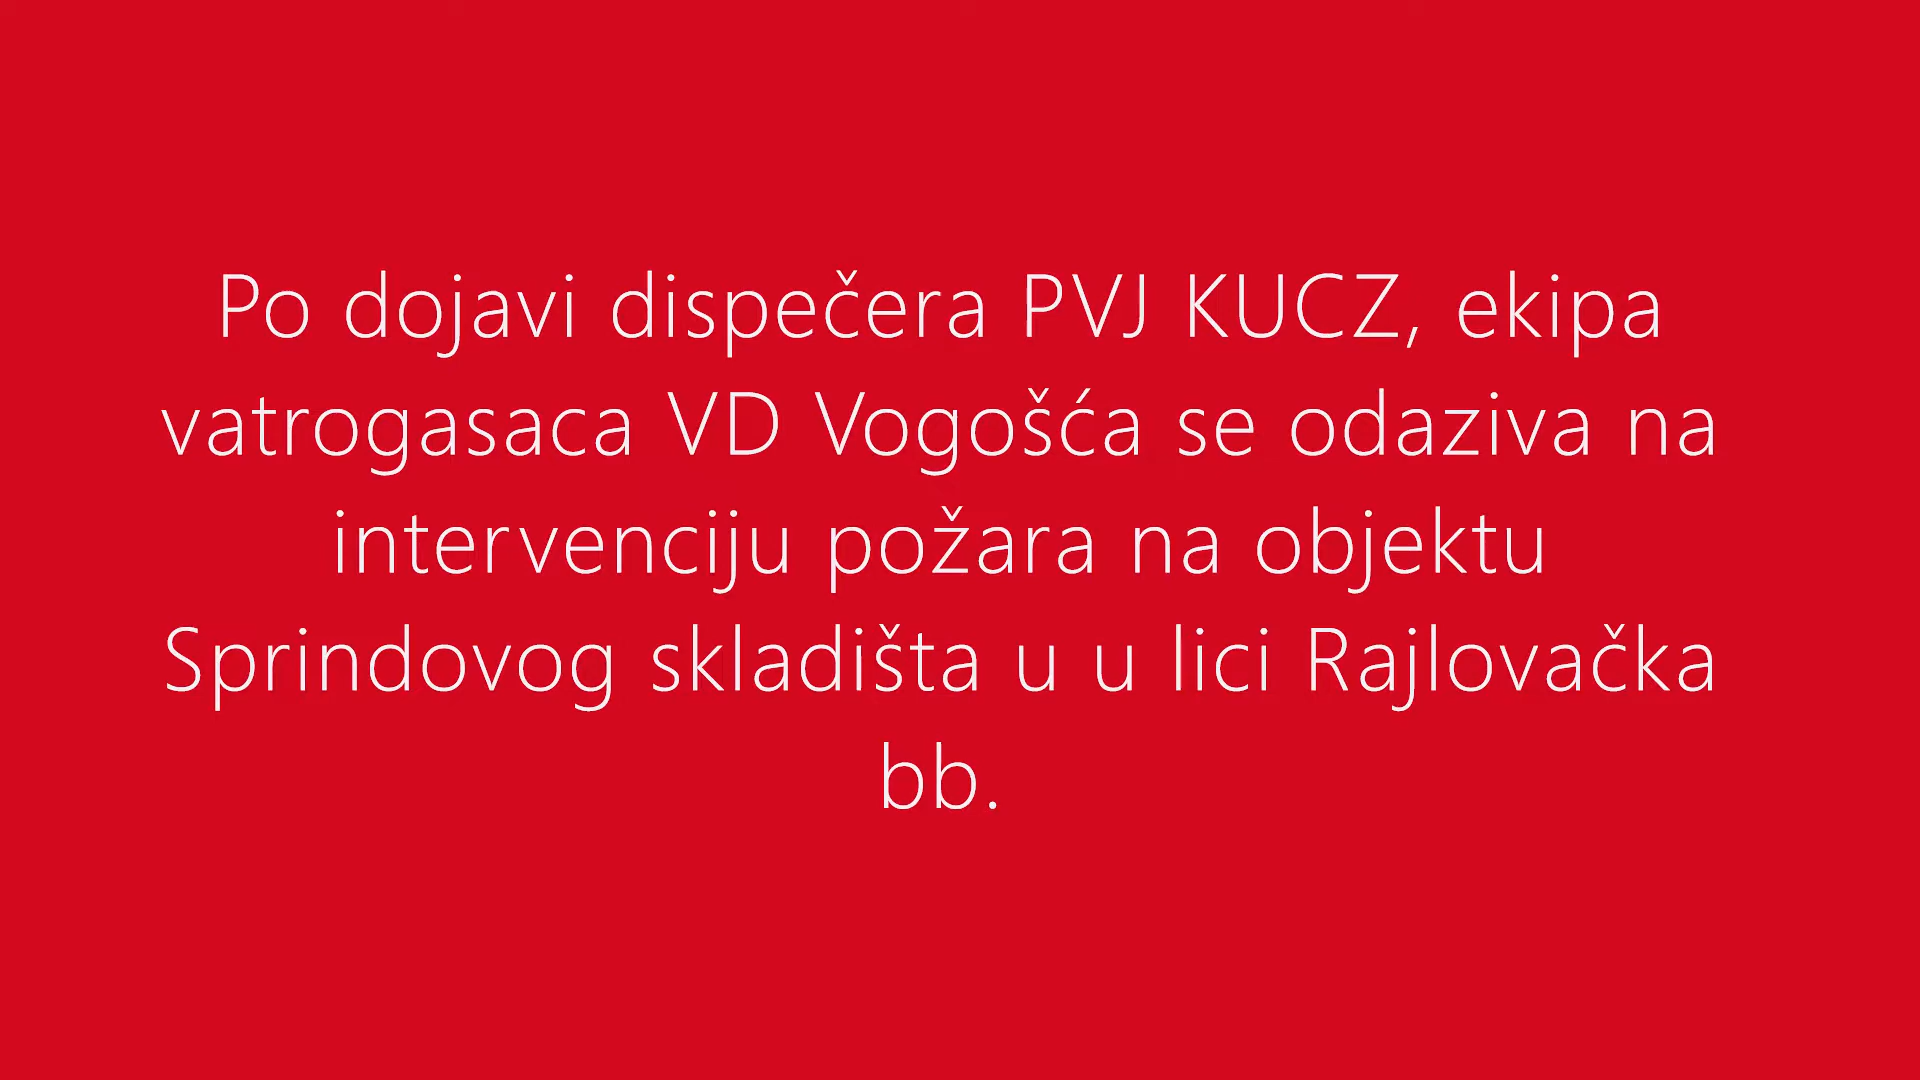 Po dojavi dispečera PVJ KUCZ, ekipa
vatrogasaca VD Vogošća se odaziva na
intervenciju požara na objektu
Sprindovog skladišta u u lici Rajlovačka
bb.